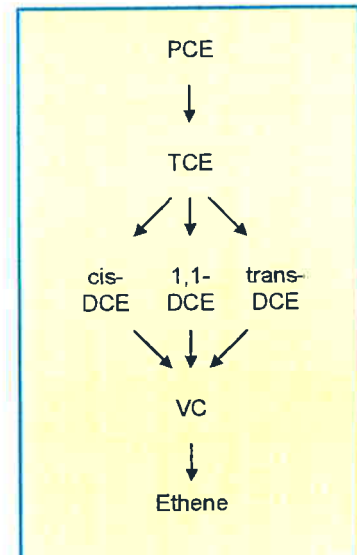 PCE
TCE
cis- 1,1- trans-
DCE DCE DCE
VC
Ethene